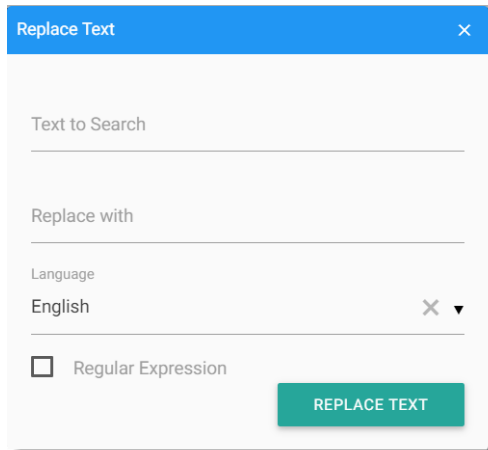 Replace Text
Text to Search
Replace with
Language
English
Regular Expression
REPLACE TEXT